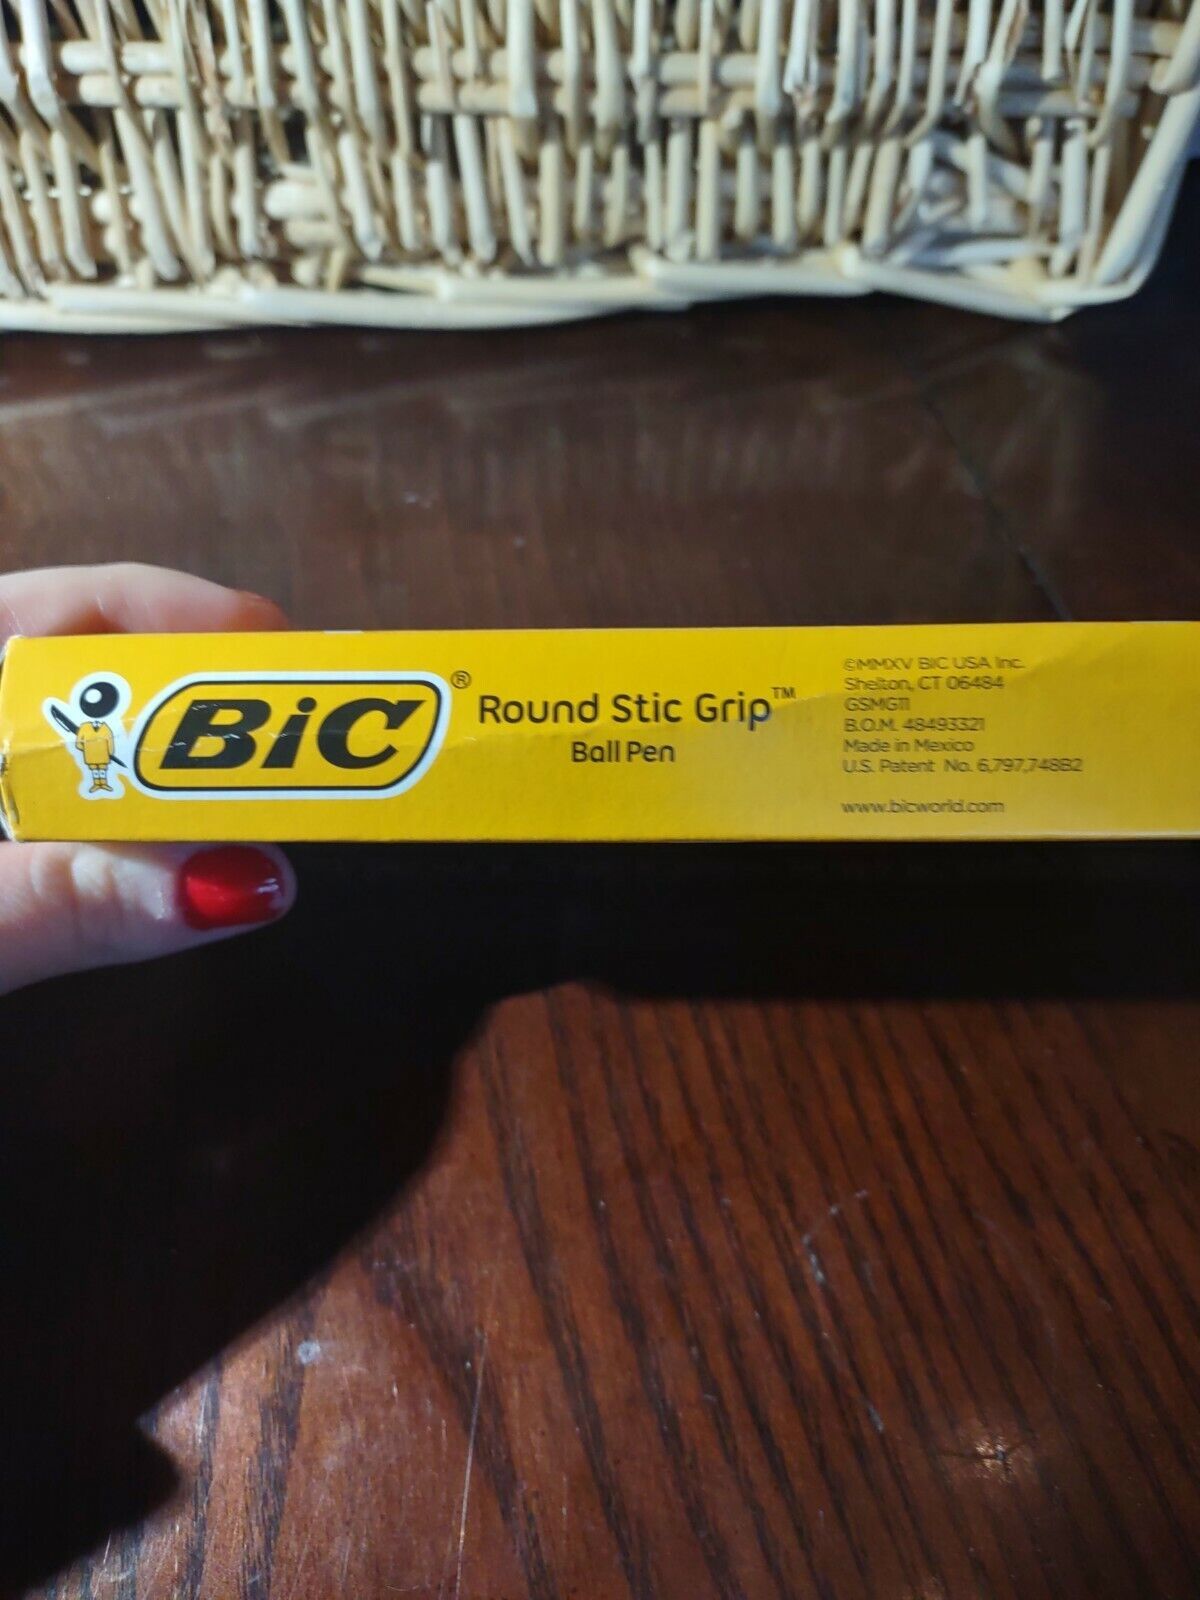 BiC®
Round Stic Grip™
Ball Pen
©MMXV BIC USA Inc.
Shelton, CT 06484
GSMG11
B.O.M. 48493321
Made in Mexico
U.S. Patent No. 6,797,748B2
www.bicworld.com